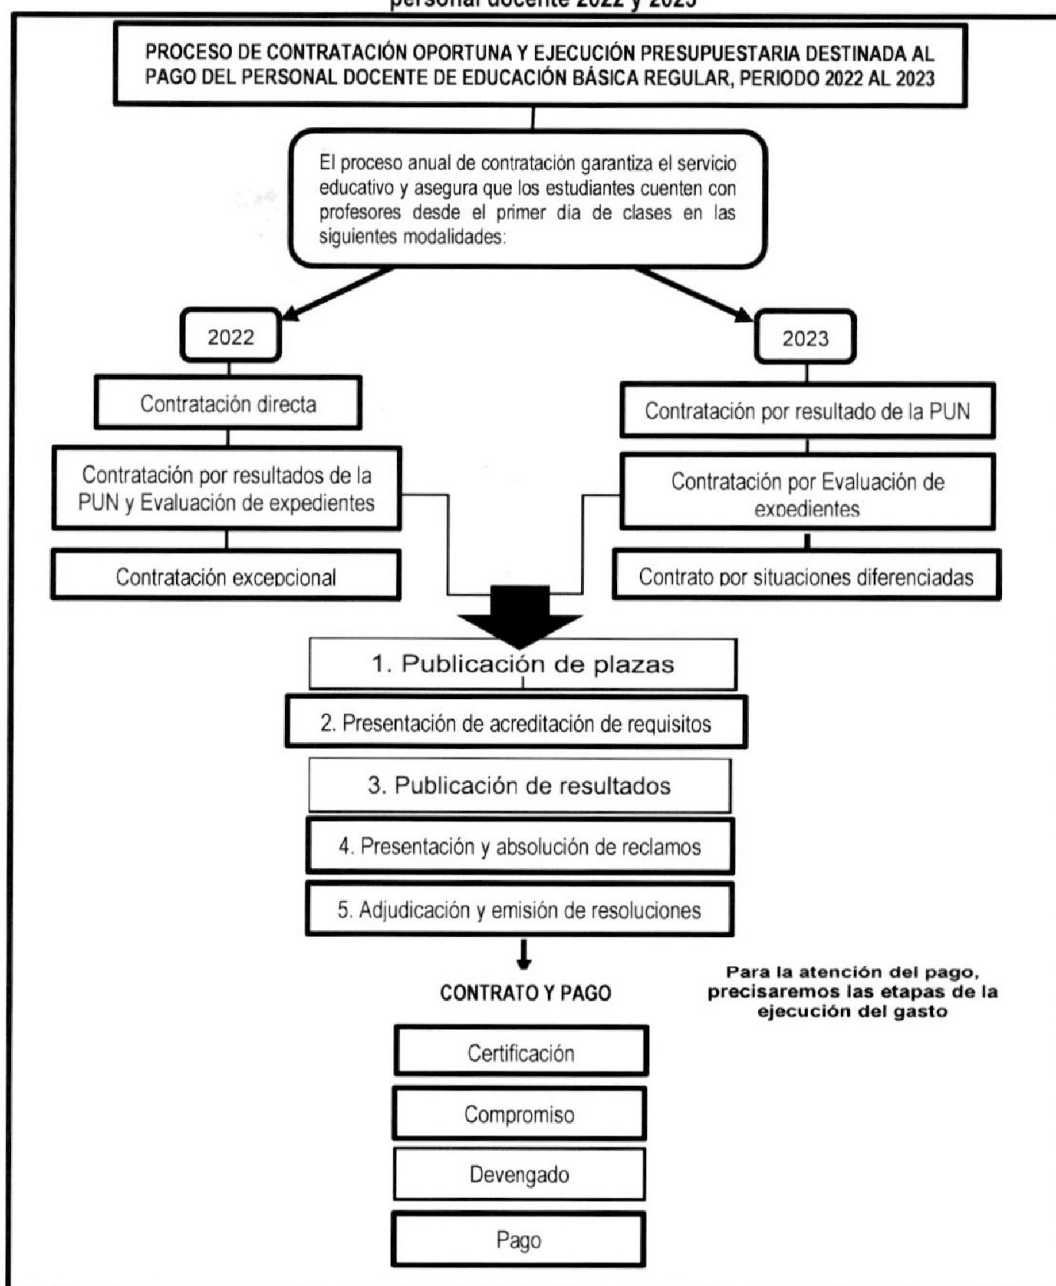 personal docente 2022 y 2023
PROCESO DE CONTRATACIÓN OPORTUNA Y EJECUCIÓN PRESUPUESTARIA DESTINADA AL
PAGO DEL PERSONAL DOCENTE DE EDUCACIÓN BÁSICA REGULAR, PERIODO 2022 AL 2023
El proceso anual de contratación garantiza el servicio
educativo y asegura que los estudiantes cuenten con
profesores desde el primer día de clases en las
siguientes modalidades:
2022
Contratación directa
Contratación por resultados de la
PUN y Evaluación de expedientes
Contratación excepcional
2023
Contratación por resultado de la PUN
Contratación por Evaluación de
expedientes
Contrato por situaciones diferenciadas
1. Publicación de plazas
2. Presentación de acreditación de requisitos
3. Publicación de resultados
4. Presentación y absolución de reclamos
5. Adjudicación y emisión de resoluciones
CONTRATO Y PAGO
Para la atención del pago,
precisaremos las etapas de la
ejecución del gasto
Certificación
Compromiso
Devengado
Pago